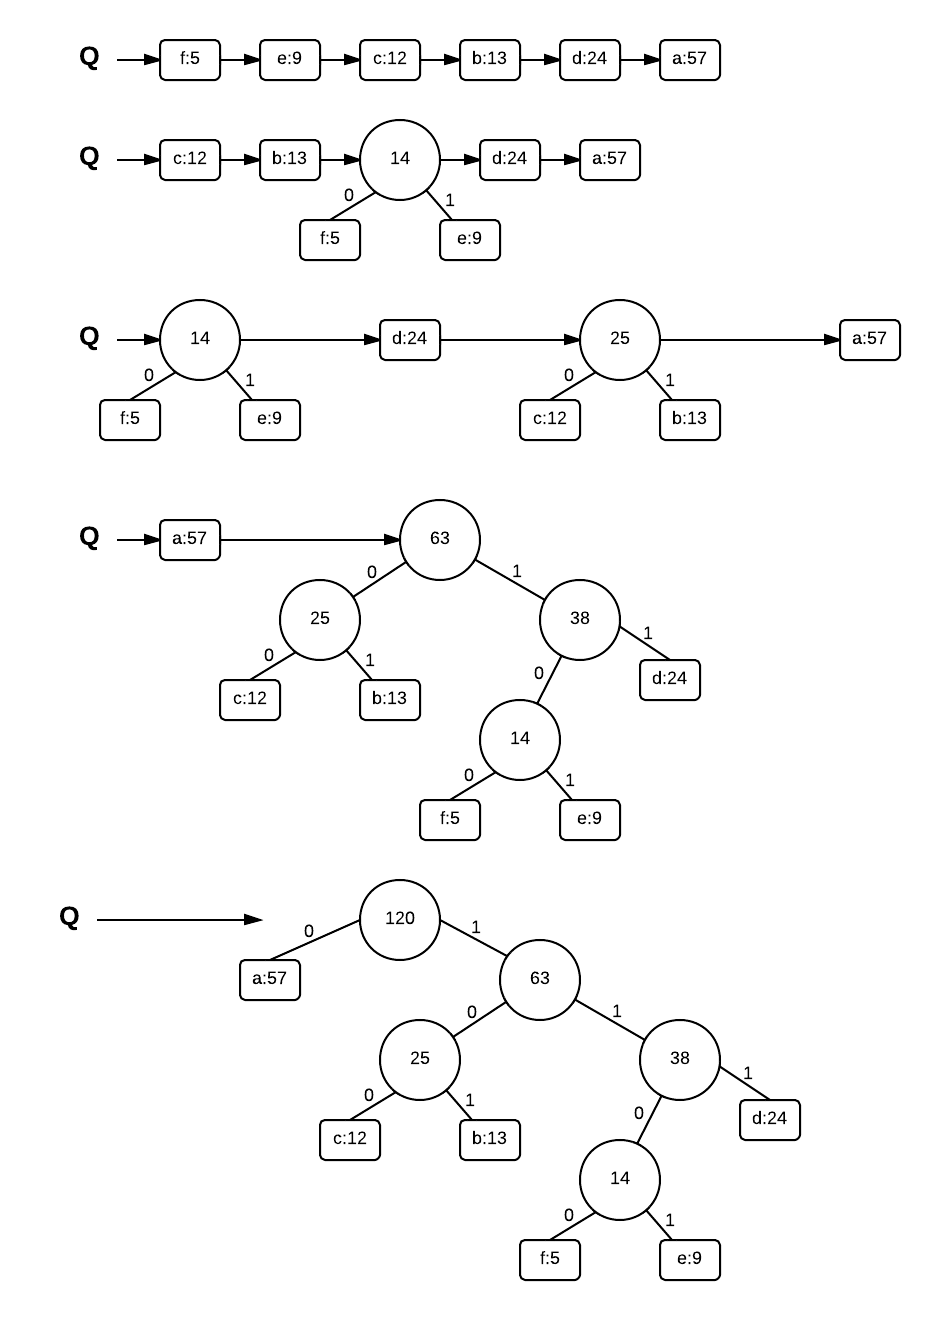 Q f:5 e:9 c:12 b:13 d:24 a:57
Q c:12 b:13 14 d:24 a:57
0 1
f:5 e:9
Q 14 d:24 25 a:57
0 1 0 1
f:5 e:9 c:12 b:13
Q a:57 63
0 1
25 38
0 1 0 1
c:12 b:13 d:24
14
0 1
f:5 e:9
Q 120
0 1
a:57 63
0 1
25 38
0 1 0 1
c:12 b:13 d:24
14
0 1
f:5 e:9